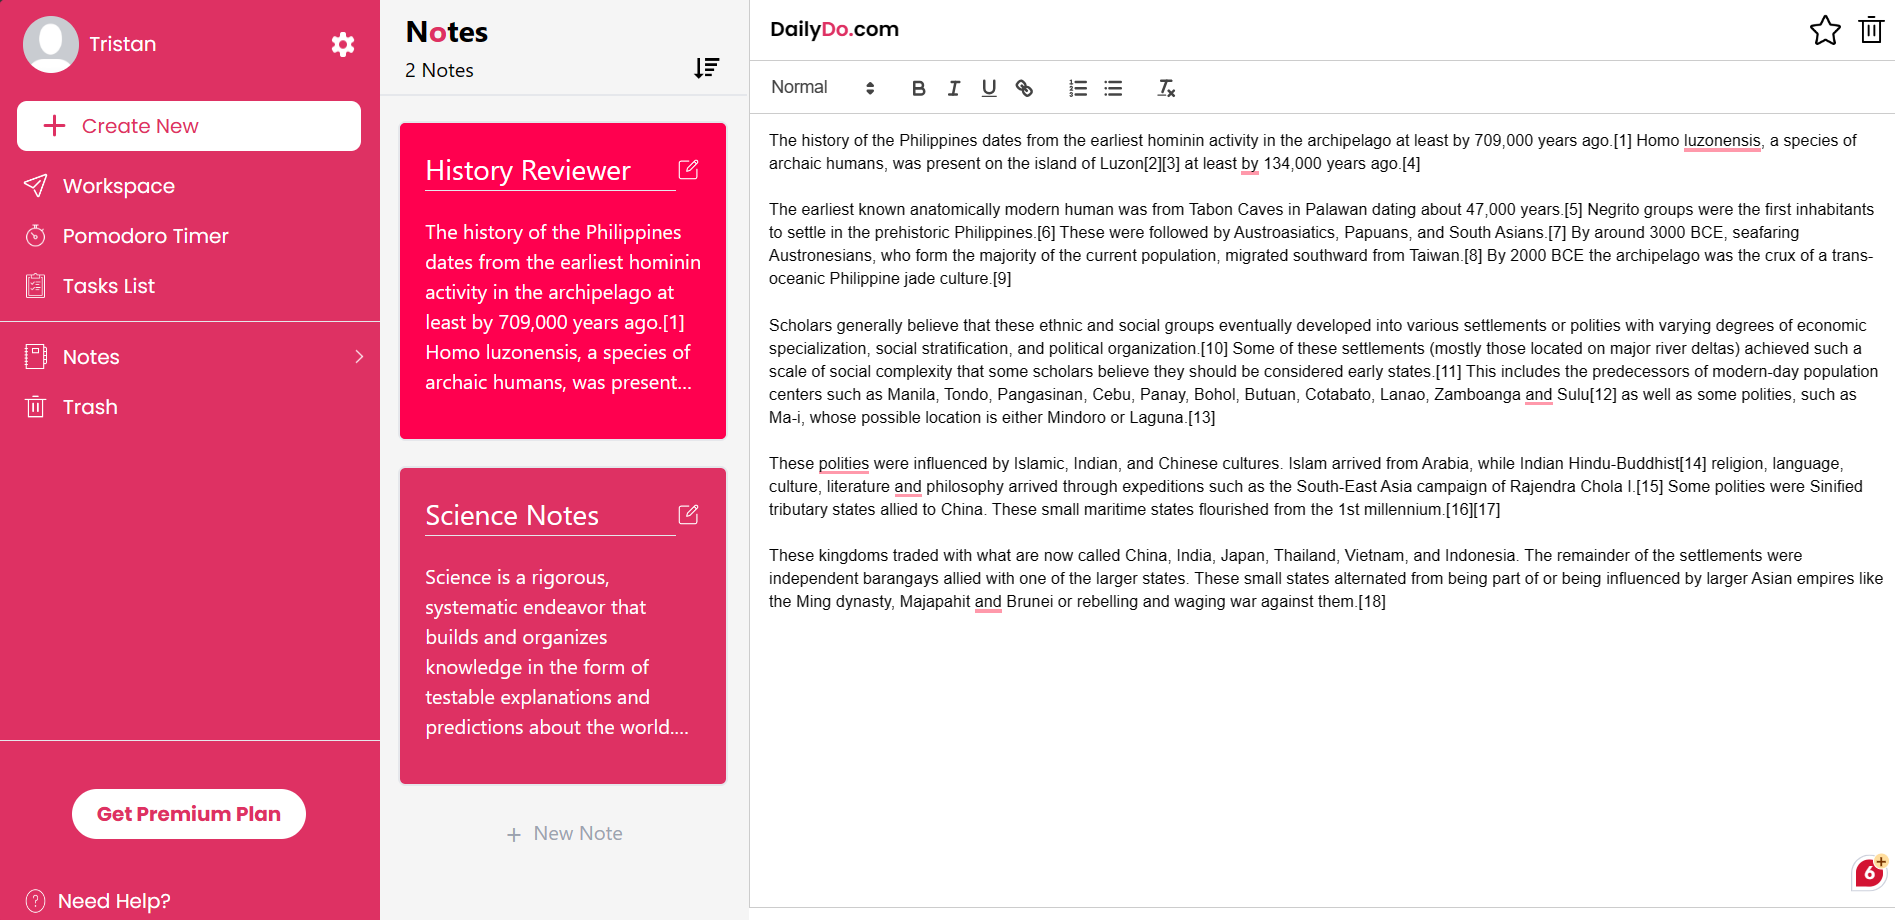 Tristan
Create New
Workspace
Pomodoro Timer
Tasks List
Notes
Trash
Get Premium Plan
Need Help?
Notes
2 Notes
History Reviewer
The history of the Philippines
dates from the earliest hominin
activity in the archipelago at
least by 709,000 years ago.[1]
Homo luzonensis, a species of
archaic humans, was present...
Science Notes
Science is a rigorous,
systematic endeavor that
builds and organizes
knowledge in the form of
testable explanations and
predictions about the world....
+ New Note
DailyDo.com
Normal
The history of the Philippines dates from the earliest hominin activity in the archipelago at least by 709,000 years ago.[1] Homo luzonensis, a species of
archaic humans, was present on the island of Luzon[2][3] at least by 134,000 years ago.[4]
The earliest known anatomically modern human was from Tabon Caves in Palawan dating about 47,000 years.[5] Negrito groups were the first inhabitants
to settle in the prehistoric Philippines.[6] These were followed by Austroasiatics, Papuans, and South Asians.[7] By around 3000 BCE, seafaring
Austronesians, who form the majority of the current population, migrated southward from Taiwan.[8] By 2000 BCE the archipelago was the crux of a trans-
oceanic Philippine jade culture.[9]
Scholars generally believe that these ethnic and social groups eventually developed into various settlements or polities with varying degrees of economic
specialization, social stratification, and political organization.[10] Some of these settlements (mostly those located on major river deltas) achieved such a
scale of social complexity that some scholars believe they should be considered early states.[11] This includes the predecessors of modern-day population
centers such as Manila, Tondo, Pangasinan, Cebu, Panay, Bohol, Butuan, Cotabato, Lanao, Zamboanga and Sulu[12] as well as some polities, such as
Ma-i, whose possible location is either Mindoro or Laguna.[13]
These polities were influenced by Islamic, Indian, and Chinese cultures. Islam arrived from Arabia, while Indian Hindu-Buddhist[14] religion, language,
culture, literature and philosophy arrived through expeditions such as the South-East Asia campaign of Rajendra Chola I.[15] Some polities were Sinified
tributary states allied to China. These small maritime states flourished from the 1st millennium.[16][17]
These kingdoms traded with what are now called China, India, Japan, Thailand, Vietnam, and Indonesia. The remainder of the settlements were
independent barangays allied with one of the larger states. These small states alternated from being part of or being influenced by larger Asian empires like
the Ming dynasty, Majapahit and Brunei or rebelling and waging war against them.[18]
6